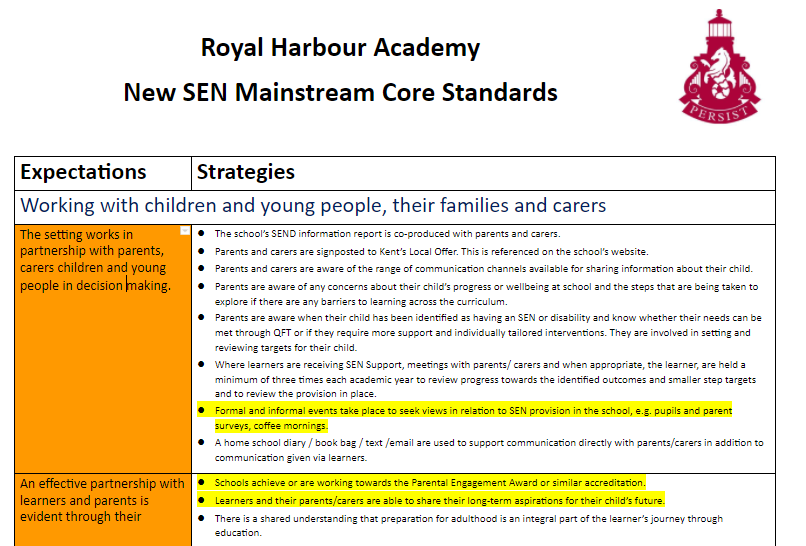 Royal Harbour Academy
New SEN Mainstream Core Standards
PERSIST
Expectations
Strategies
Working with children and young people, their families and carers
The setting works in
partnership with parents,
carers children and young
people in decision making.
● The school's SEND information report is co-produced with parents and carers.
● Parents and carers are signposted to Kent's Local Offer. This is referenced on the school's website.
● Parents and carers are aware of the range of communication channels available for sharing information about their child.
● Parents are aware of any concerns about their child's progress or wellbeing at school and the steps that are being taken to
explore if there are any barriers to learning across the curriculum.
● Parents are aware when their child has been identified as having an SEN or disability and know whether their needs can be
met through QFT or if they require more support and individually tailored interventions. They are involved in setting and
reviewing targets for their child.
● Where learners are receiving SEN Support, meetings with parents/ carers and when appropriate, the learner, are held a
minimum of three times each academic year to review progress towards the identified outcomes and smaller step targets
and to review the provision in place.
● Formal and informal events take place to seek views in relation to SEN provision in the school, e.g. pupils and parent
surveys, coffee mornings.
● A home school diary / book bag / text /email are used to support communication directly with parents/carers in addition to
communication given via learners.
An effective partnership with
learners and parents is
evident through their
● Schools achieve or are working towards the Parental Engagement Award or similar accreditation.
● Learners and their parents/carers are able to share their long-term aspirations for their child's future.
● There is a shared understanding that preparation for adulthood is an integral part of the learner's journey through
education.